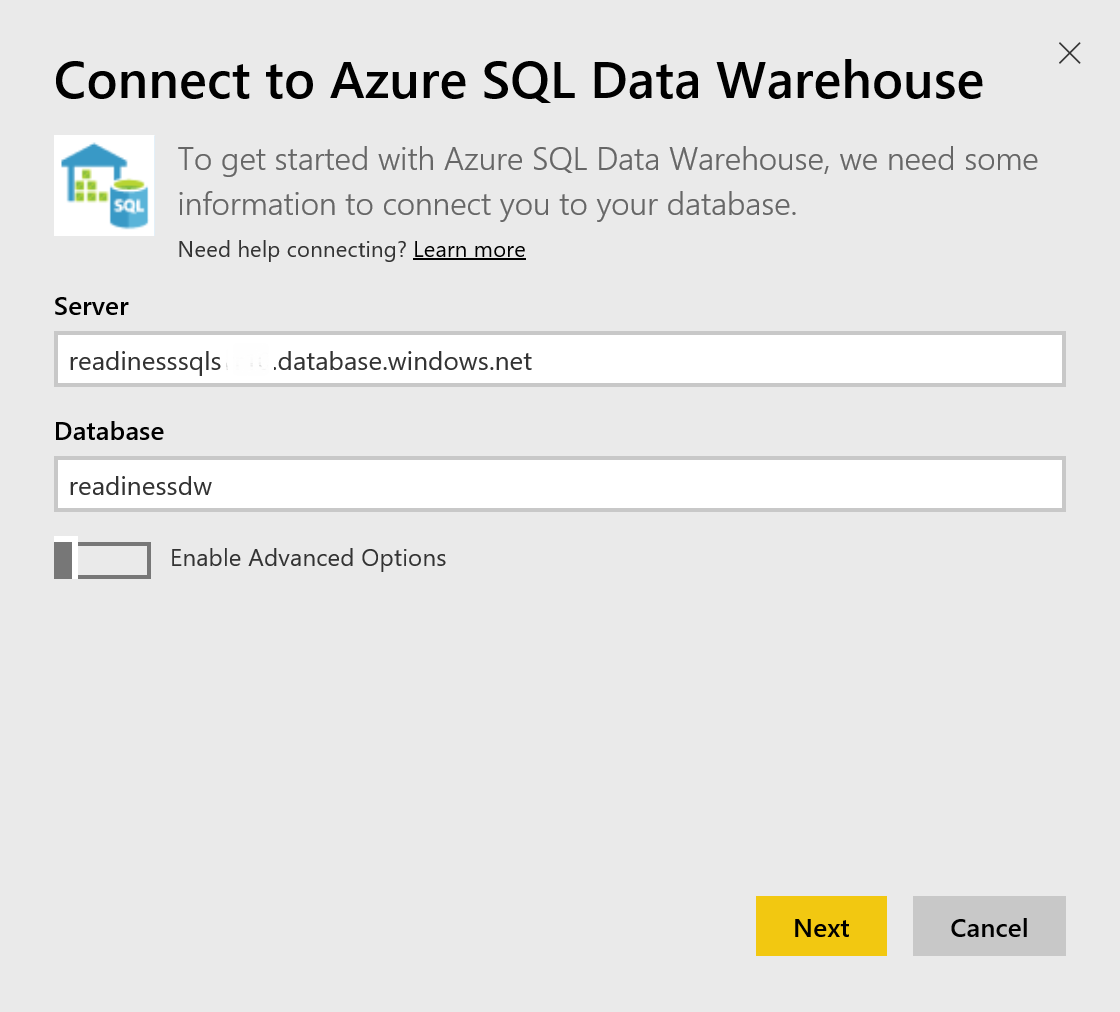 Connect to Azure SQL Data Warehouse
SQL
To get started with Azure SQL Data Warehouse, we need some
information to connect you to your database.
Need help connecting? Learn more
Server
readinesssqls .database.windows.net
Database
readinessdw
Enable Advanced Options
Next
Cancel